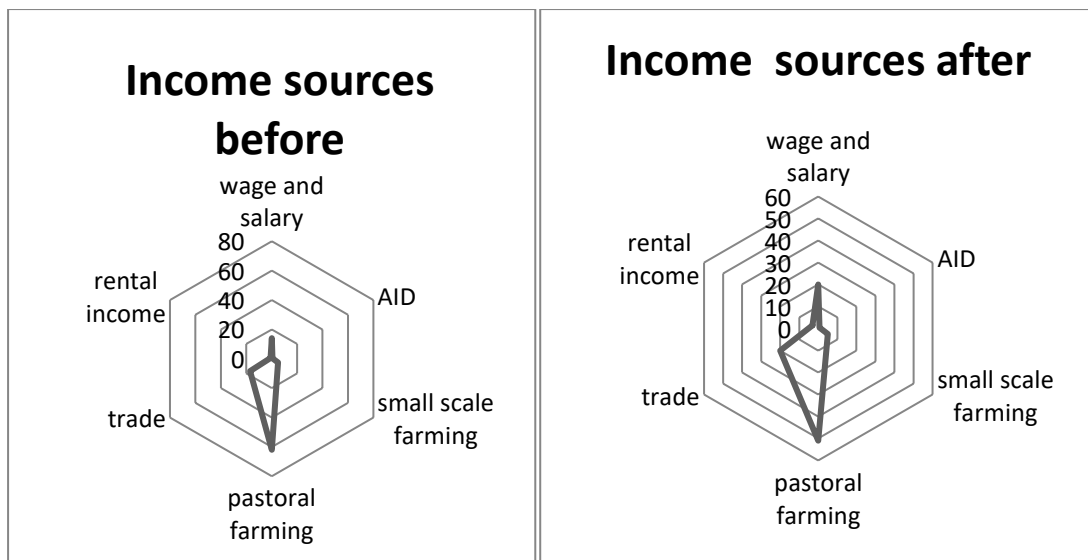 Income sources
before
wage and
salary
80
60
40
20
0
rental
income
AID
trade
small scale
farming
pastoral
farming
Income sources after
wage and
salary
60
50
40
30
20
10
0
rental
income
AID
trade
small scale
farming
pastoral
farming